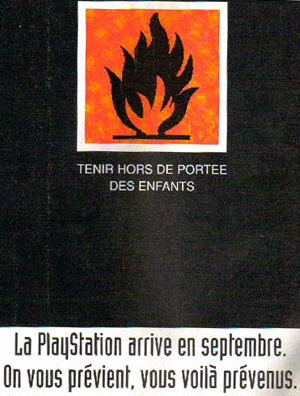 TENIR HORS DE PORTEE
DES ENFANTS
La PlayStation arrive en septembre.
On vous prévient, vous voilà prévenus.